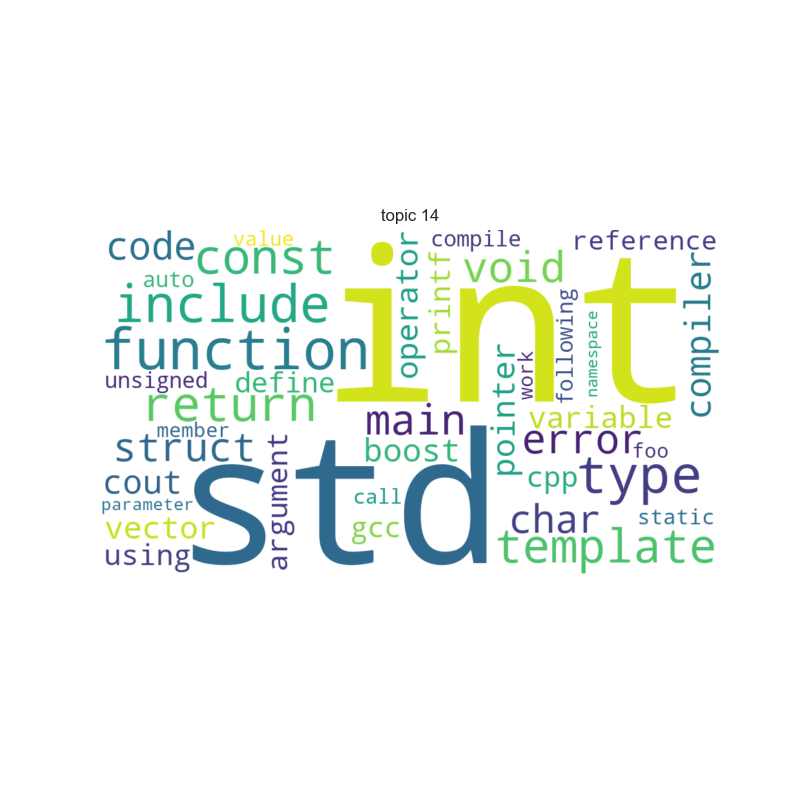 topic 14
code
value
const
auto
include
function
unsigned
define
return
int
operator
printf
compile
void
reference
compiler
following
namespace
work
pointer
variable
main
boost
error
foo
member
struct
cout
parameter
vector
using
argument
std
call
gcc
cpp
type
char
static
template